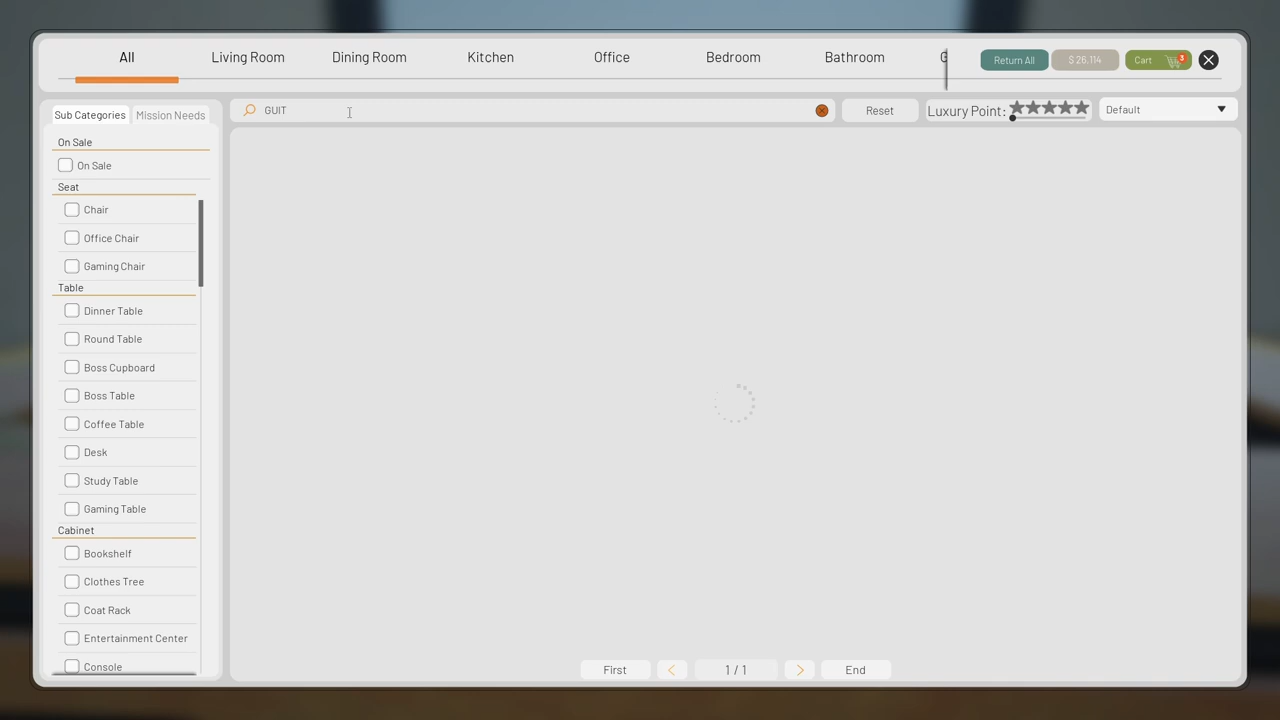 All
Living Room
Dining Room
Kitchen
Office
Bedroom
Bathroom
Return All
$ 26,114
Cart
3
Sub Categories
Mission Needs
GUIT
Reset
Luxury Point:
Default
On Sale
On Sale
Seat
Chair
Office Chair
Gaming Chair
Table
Dinner Table
Round Table
Boss Cupboard
Boss Table
Coffee Table
Desk
Study Table
Gaming Table
Cabinet
Bookshelf
Clothes Tree
Coat Rack
Entertainment Center
Console
First
1 / 1
End